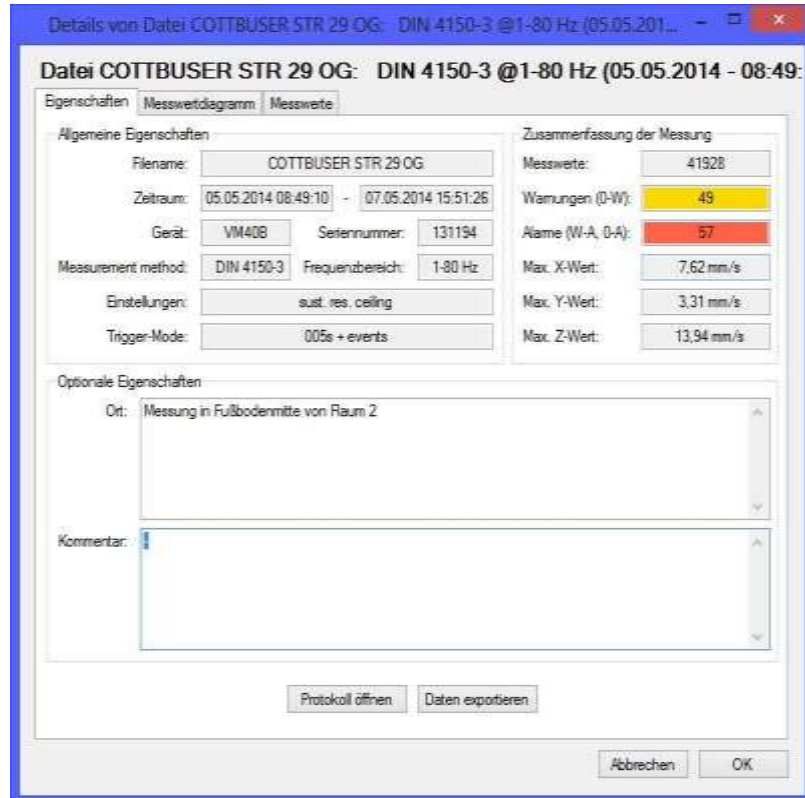 Details von Datei COTTBUSER STR 29 OG: DIN 4150-3 @1-80 Hz (05.05.201...
Datei COTTBUSER STR 29 OG: DIN 4150-3 @1-80 Hz (05.05.2014 - 08:49:
Eigenschaften Messwertdiagramm Messwerte
Allgemeine Eigenschaften
Filename: COTTBUSER STR 29 OG
Zeitraum: 05.05.2014 08:49:10 - 07.05.2014 15:51:26
Gerät: VM40B Seriennummer: 131194
Measurement method: DIN 4150-3 Frequenzbereich: 1-80 Hz
Einstellungen: sust. res. ceiling
Trigger-Mode: 005s + events
Zusammenfassung der Messung
Messwerte: 41928
Warnungen (0-W): 49
Alarme (W-A, 0-A): 57
Max. X-Wert: 7,62 mm/s
Max. Y-Wert: 3,31 mm/s
Max. Z-Wert: 13,94 mm/s
Optionale Eigenschaften
Ort: Messung in Fußbodenmitte von Raum 2
Kommentar:
Protokoll öffnen Daten exportieren
Abbrechen OK